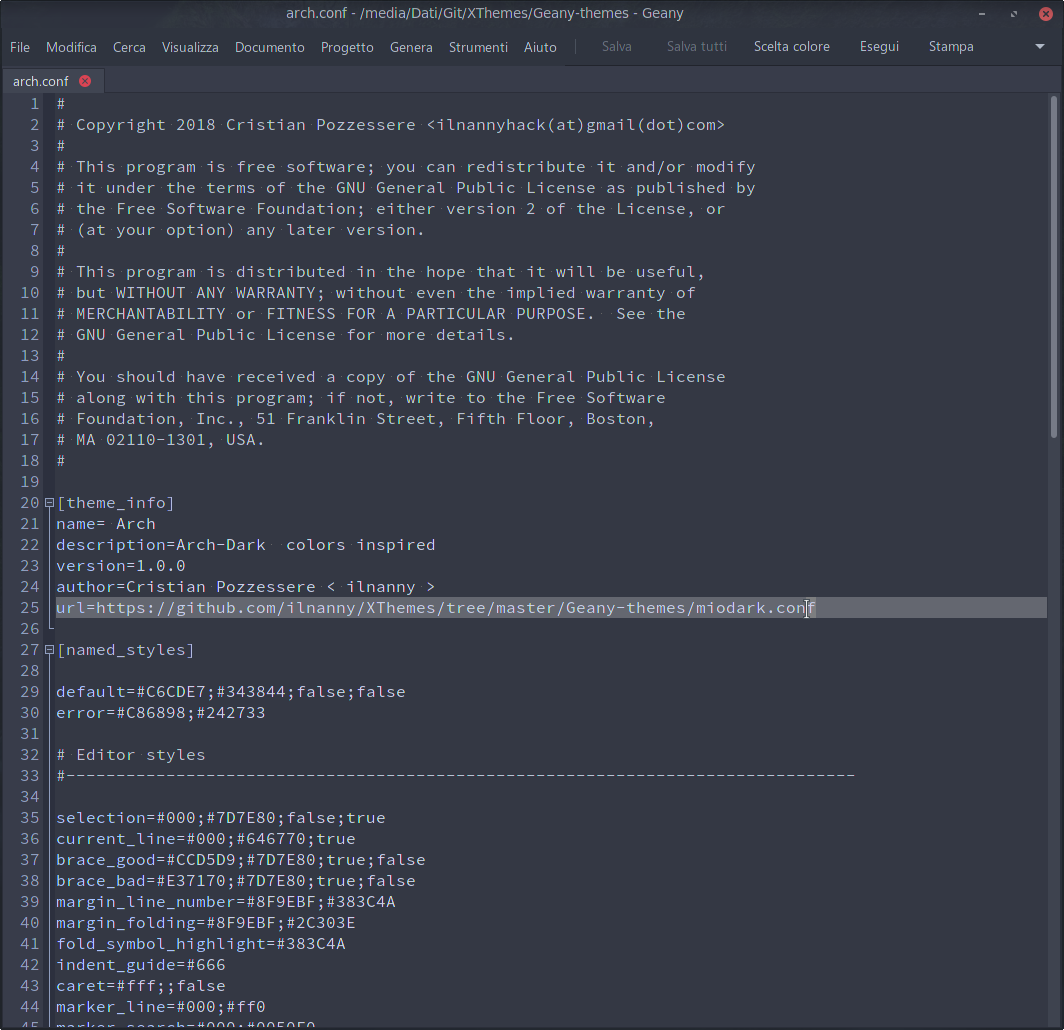 arch.conf - /media/Dati/Git/XThemes/Geany-themes - Geany
File Modifica Cerca Visualizza Documento Progetto Genera Strumenti Aiuto Salva Salva tutti Scelta colore Esegui Stampa
arch.conf
1 #
2 # Copyright 2018 Cristian Pozzessere <ilnannyhack(at)gmail(dot)com>
3 #
4 # This program is free software; you can redistribute it and/or modify
5 # it under the terms of the GNU General Public License as published by
6 # the Free Software Foundation; either version 2 of the License, or
7 # (at your option) any later version.
8 #
9 # This program is distributed in the hope that it will be useful,
10 # but WITHOUT ANY WARRANTY; without even the implied warranty of
11 # MERCHANTABILITY or FITNESS FOR A PARTICULAR PURPOSE.  See the
12 # GNU General Public License for more details.
13 #
14 # You should have received a copy of the GNU General Public License
15 # along with this program; if not, write to the Free Software
16 # Foundation, Inc., 51 Franklin Street, Fifth Floor, Boston,
17 # MA 02110-1301, USA.
18 #
19
20 [theme_info]
21 name= Arch
22 description=Arch-Dark  colors inspired
23 version=1.0.0
24 author=Cristian Pozzessere < ilnanny >
25 url=https://github.com/ilnanny/XThemes/tree/master/Geany-themes/miodark.conf
26
27 [named_styles]
28
29 default=#C6CDE7;#343844;false;false
30 error=#C86898;#242733
31
32 # Editor styles
33 #-------------------------------------------------------------------------------
34
35 selection=#000;#7D7E80;false;true
36 current_line=#000;#646770;true
37 brace_good=#CCD5D9;#7D7E80;true;false
38 brace_bad=#E37170;#7D7E80;true;false
39 margin_line_number=#8F9EBF;#383C4A
40 margin_folding=#8F9EBF;#2C303E
41 fold_symbol_highlight=#383C4A
42 indent_guide=#666
43 caret=#fff;;false
44 marker_line=#000;#ff0